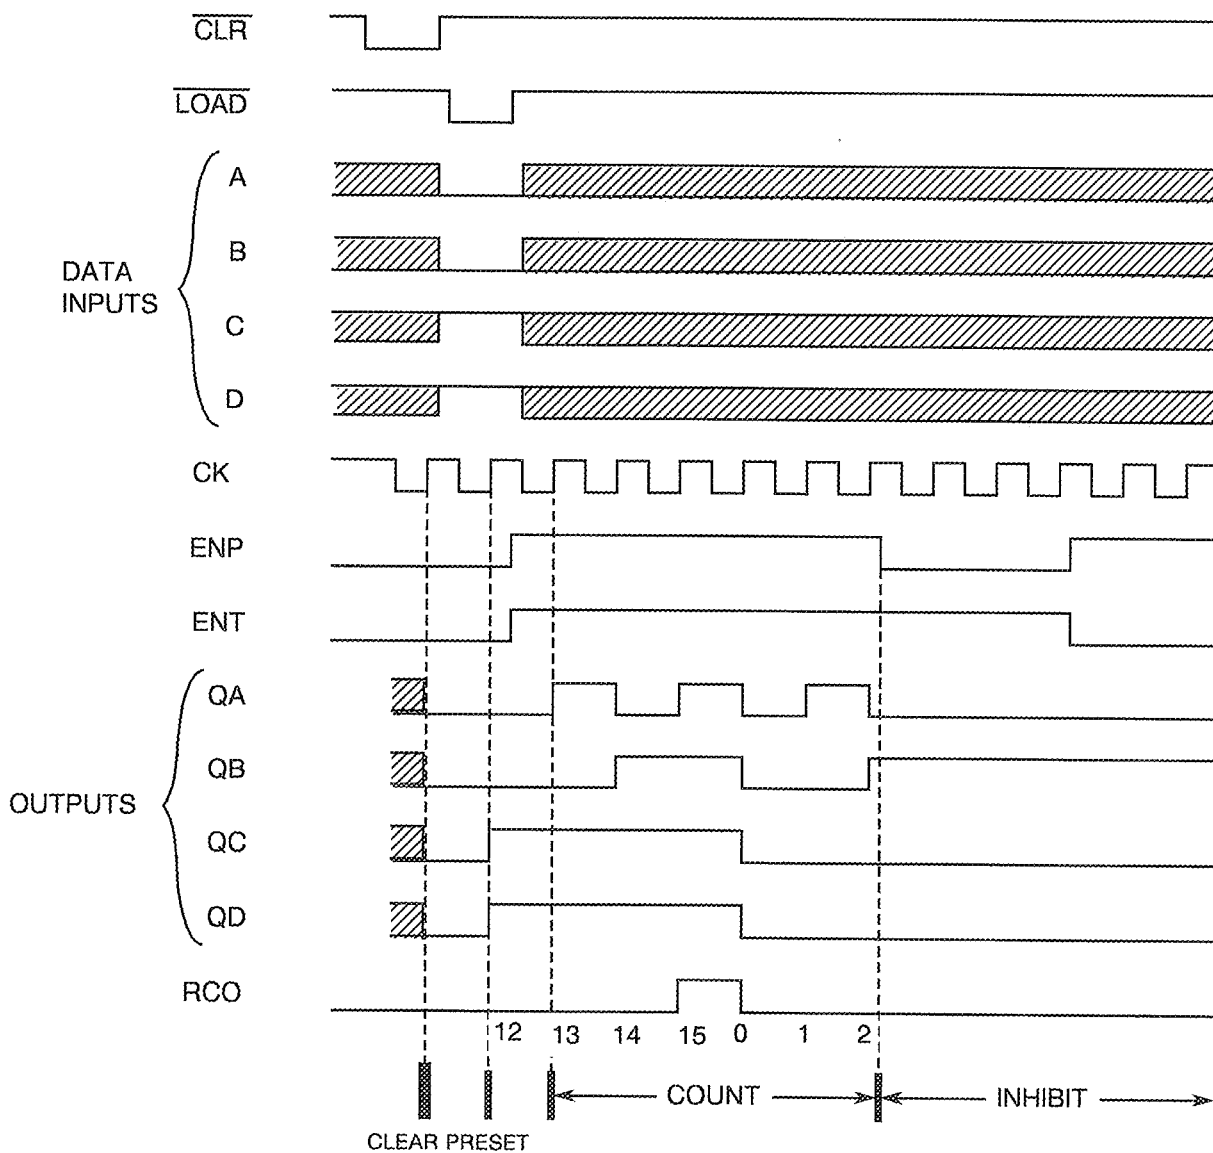 CLR
LOAD
A
B
DATA
INPUTS
C
D
CK
ENP
ENT
QA
QB
OUTPUTS
QC
QD
RCO
12 13 14 15 0 1 2
COUNT INHIBIT
CLEAR PRESET